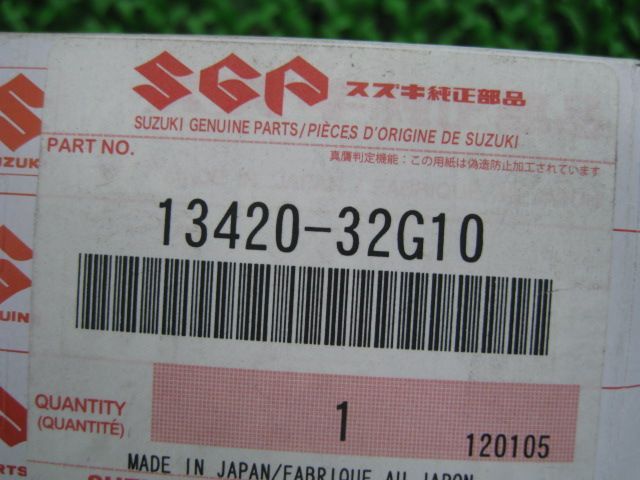 SGP スズキ純正部品
SUZUKI GENUINE PARTS/PIÈCES D'ORIGINE DE SUZUKI
PART NO.
真贋判定機能：この用紙は偽造防止加工されています
13420-32G10
QUANTITY
(QUANTITÉ)
1
120105
MADE IN JAPAN/FABRIQUE AU JAPON